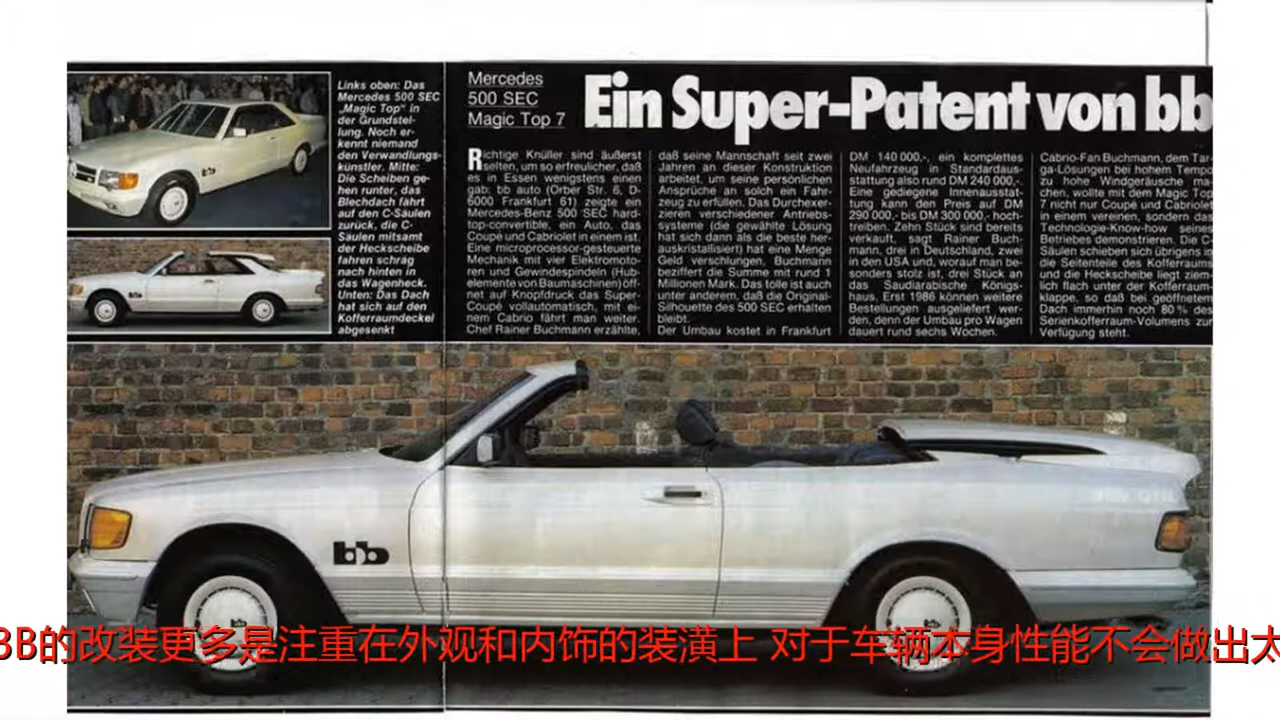 Links oben: Das
Mercedes 500 SEC
„Magic Top“ in
der Grundstel-
lung. Noch er-
kennt niemand
den Verwandlungs-
künstler. Mitte:
Die Scheiben ge-
hen runter, das
Blechdach fährt
auf den C-Säulen
zurück, die C-
Säulen mitsamt
der Heckscheibe
fahren schräg
nach hinten in
das Wagenheck.
Unten: Das Dach
hat sich auf den
Kofferraumdeckel
abgesenkt
Mercedes
500 SEC
Magic Top 7
Ein Super-Patent von bb
Richtige Knüller sind äußerst
selten, um so erfreulicher, daß
es in Essen wenigstens einen
gab: bb auto (Orber Str. 6, D-
6000 Frankfurt 61) zeigte ein
Mercedes-Benz 500 SEC hard-
top-convertible, ein Auto, das
Coupé und Cabriolet in einem ist.
Eine microprocessor-gesteuerte
Mechanik mit vier Elektromoto-
ren und Gewindespindeln (Hub-
elemente von Baumaschinen) öff-
net auf Knopfdruck das Super-
Coupé vollautomatisch, mit ei-
nem Cabrio fährt man weiter.
Chef Rainer Buchmann erzählte,
daß seine Mannschaft seit zwei
Jahren an dieser Konstruktion
arbeitet, um seine persönlichen
Ansprüche an solch ein Fahr-
zeug zu erfüllen. Das Durchexer-
zieren verschiedener Antriebs-
systeme (die gewählte Lösung
hat sich dann als die beste her-
auskristallisiert) hat eine Menge
Geld verschlungen. Buchmann
beziffert die Summe mit rund 1
Millionen Mark. Das tolle ist auch
unter anderem, daß die Original-
Silhouette des 500 SEC erhalten
bleibt.
Der Umbau kostet in Frankfurt
DM 140 000,-, ein komplettes
Neufahrzeug in Standardaus-
stattung also rund DM 240 000,-.
Eine gediegene Innenausstat-
tung kann den Preis auf DM
290 000,- bis DM 300 000,- hoch-
treiben. Zehn Stück sind bereits
verkauft, sagt Rainer Buch-
mann, drei in Deutschland, zwei
in den USA und, worauf man be-
sonders stolz ist, drei Stück an
das Saudiarabische Königs-
haus. Erst 1986 können weitere
Bestellungen ausgeliefert wer-
den, denn der Umbau pro Wagen
dauert rund sechs Wochen.
Cabrio-Fan Buchmann, dem Tar-
ga-Lösungen bei hohem Tempo
zu hohe Windgeräusche ma-
chen, wollte mit dem Magic Top
7 nicht nur Coupé und Cabriolet
in einem vereinen, sondern das
Technologie-Know-how seines
Betriebes demonstrieren. Die C-
Säulen schieben sich übrigens in
die Seitenteile des Kofferraums
und die Heckscheibe liegt ziem-
lich flach unter der Kofferraum-
klappe, so daß bei geöffnetem
Dach immerhin noch 80 % des
Serienkofferraum-Volumens zur
Verfügung steht.
bb
BB的改装更多是注重在外观和内饰的装潢上 对于车辆本身性能不会做出太